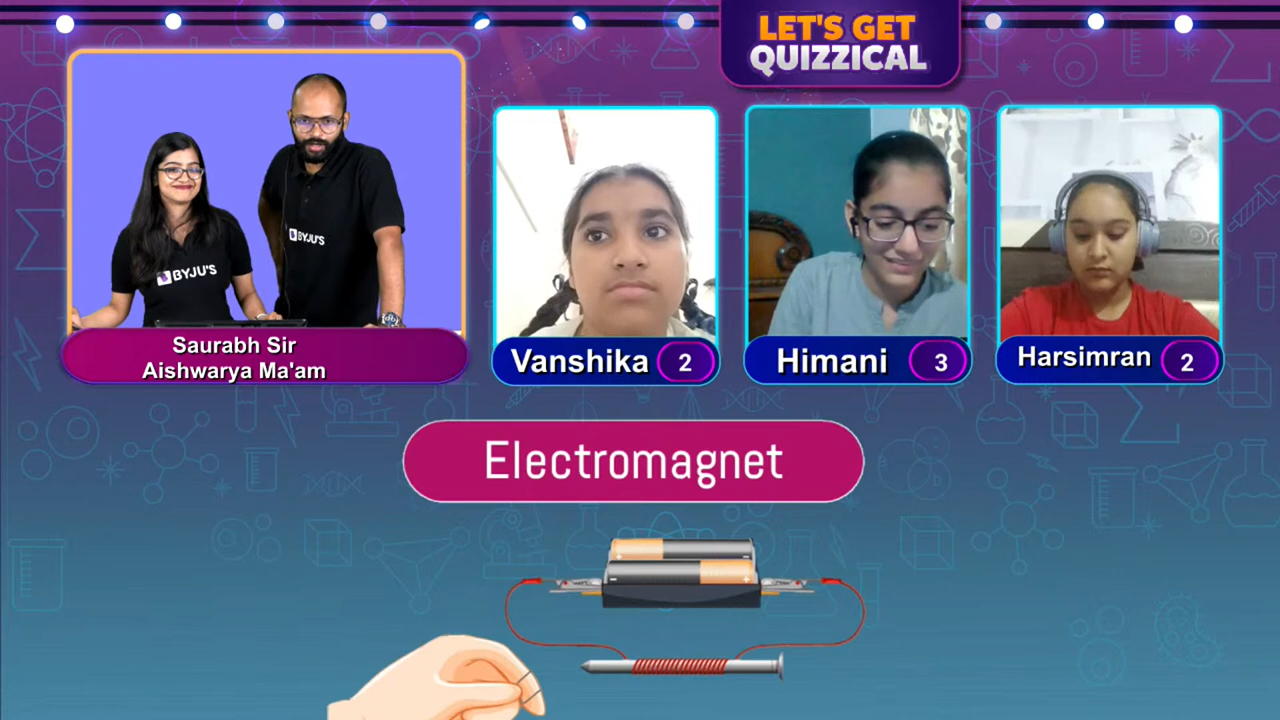 LET'S GET
QUIZZICAL
BYJU'S
BYJU'S
Saurabh Sir
Aishwarya Ma'am
Vanshika 2
Himani 3
Harsimran 2
Electromagnet